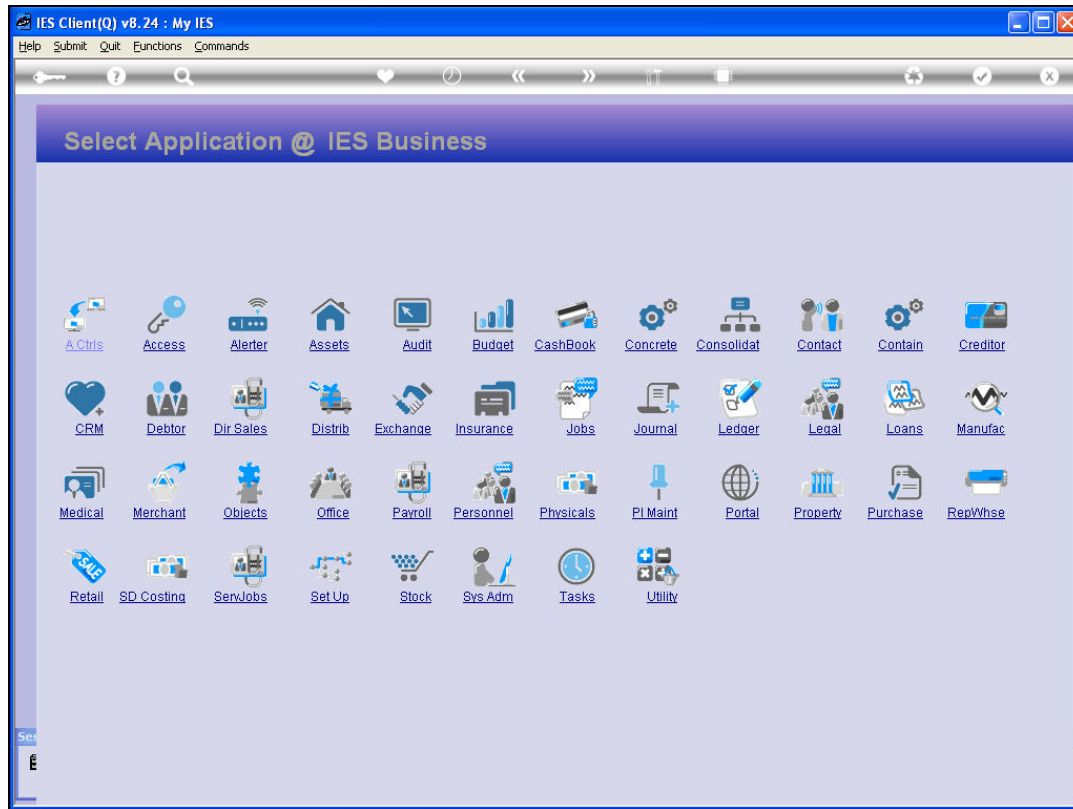 IES Client(Q) v8.24 : My IES
Help Submit Quit Functions Commands
Select Application @ IES Business
A Ctrls Access Alerter Assets Audit Budget CashBook Concrete Consolidat Contact Contain Creditor
CRM Debtor Dir Sales Distrib Exchange Insurance Jobs Journal Ledger Legal Loans Manufac
Medical Merchant Objects Office Payroll Personnel Physicals Pl Maint Portal Property Purchase RepWhse
SALE
Retail SD Costing ServJobs Set Up Stock Sys Adm Tasks Utility
Ses